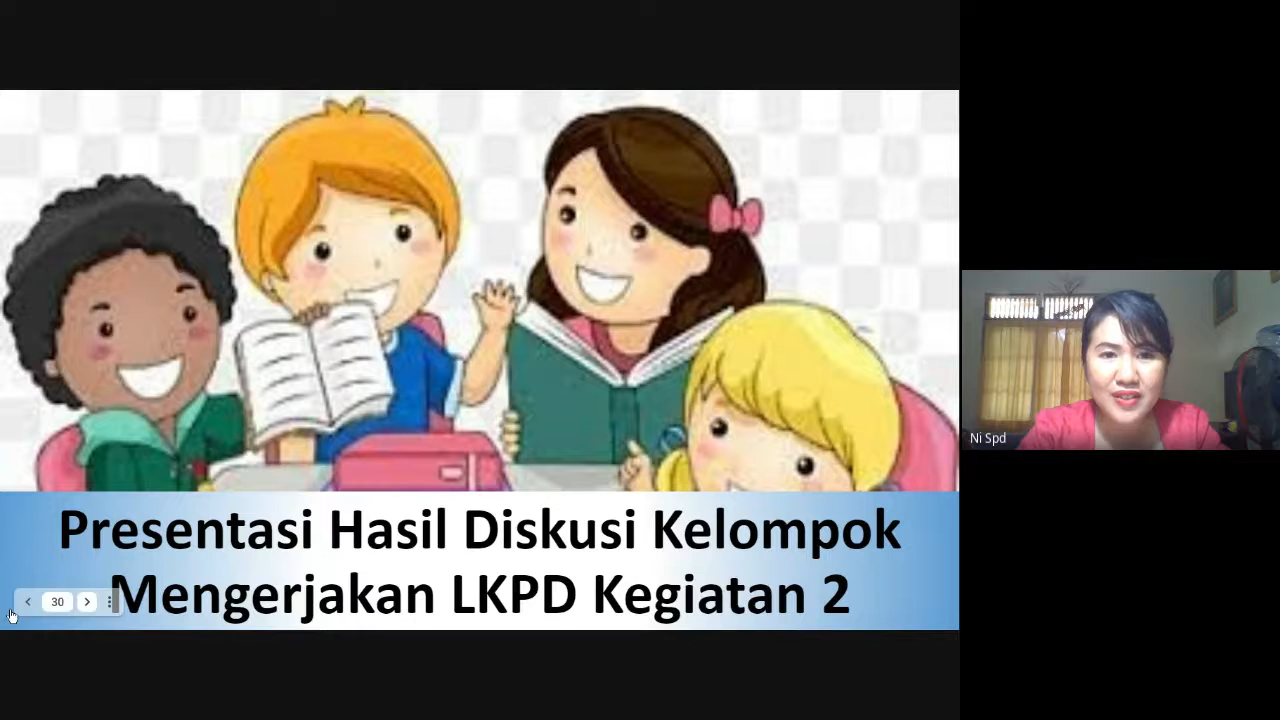 Presentasi Hasil Diskusi Kelompok
Mengerjakan LKPD Kegiatan 2
30
Ni Spd